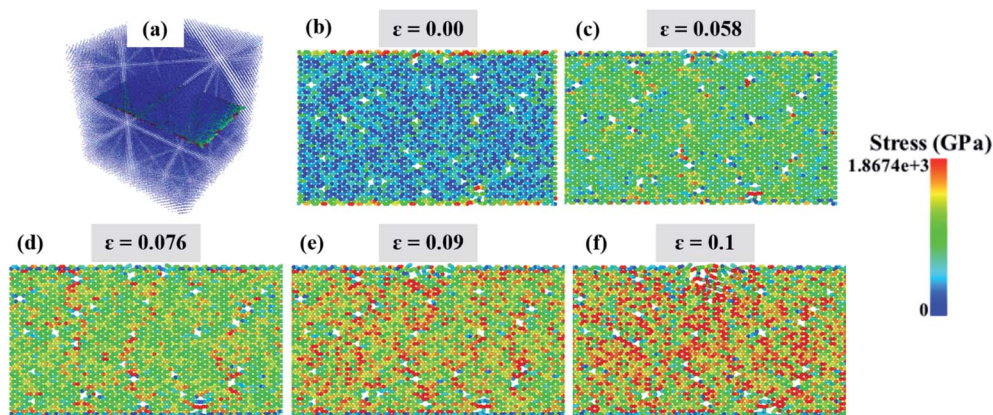 (a)
(b)
ε = 0.00
(c)
ε = 0.058
Stress (GPa)
1.8674e+3
0
(d)
ε = 0.076
(e)
ε = 0.09
(f)
ε = 0.1